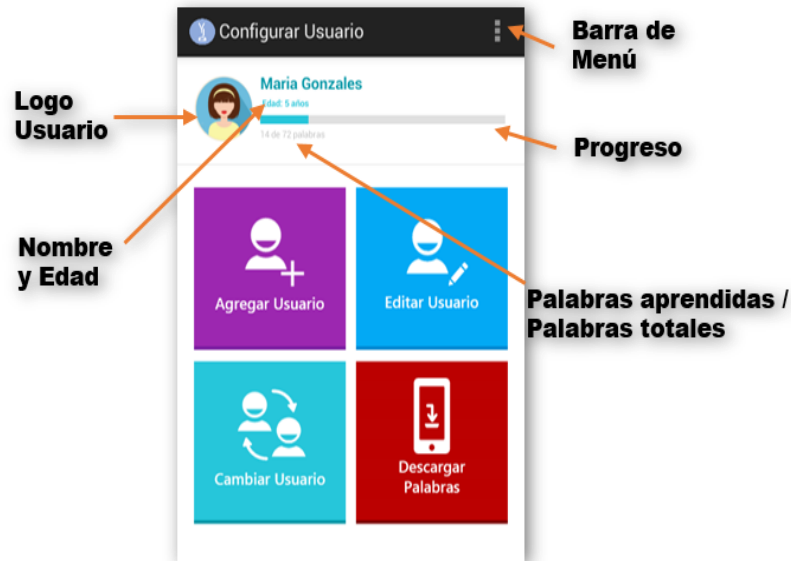 Configurar Usuario
Barra de
Menú
Maria Gonzales
Edad: 5 años
14 de 72 palabras
Logo
Usuario
Progreso
Nombre
y Edad
Agregar Usuario
Editar Usuario
Palabras aprendidas /
Palabras totales
Cambiar Usuario
Descargar
Palabras